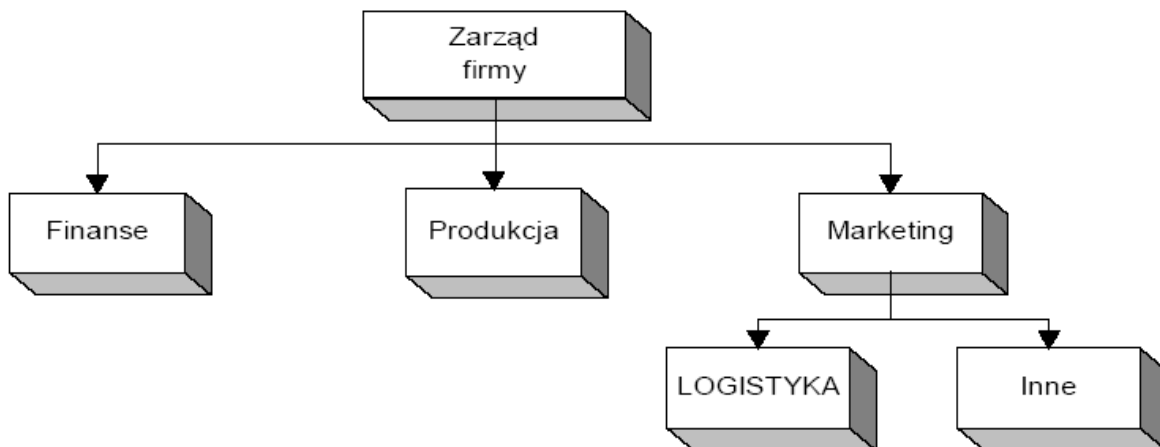 Zarząd
firmy
Finanse
Produkcja
Marketing
LOGISTYKA
Inne